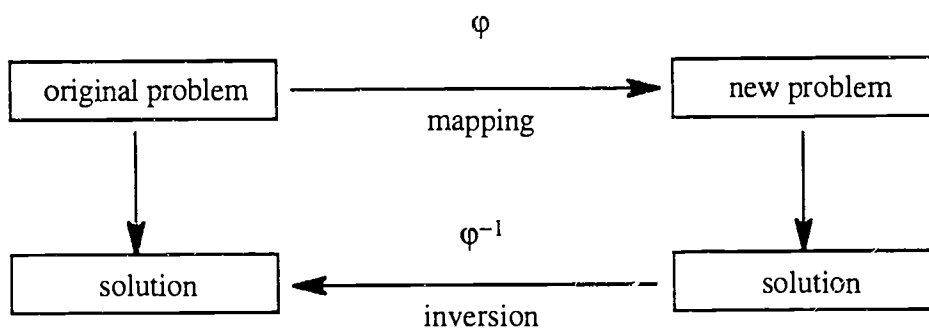 φ
original problem
new problem
mapping
φ⁻¹
solution
solution
inversion